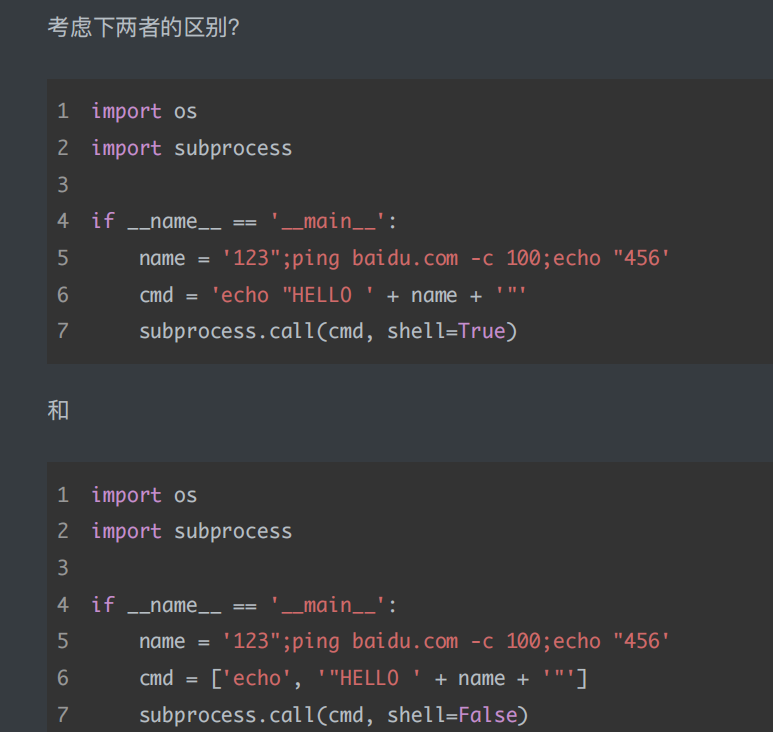 考虑下两者的区别?
1 import os
2 import subprocess
3
4 if __name__ == '__main__':
5     name = '123";ping baidu.com -c 100;echo "456'
6     cmd = 'echo "HELLO ' + name + '"'
7     subprocess.call(cmd, shell=True)
和
1 import os
2 import subprocess
3
4 if __name__ == '__main__':
5     name = '123";ping baidu.com -c 100;echo "456'
6     cmd = ['echo', '"HELLO ' + name + '"']
7     subprocess.call(cmd, shell=False)